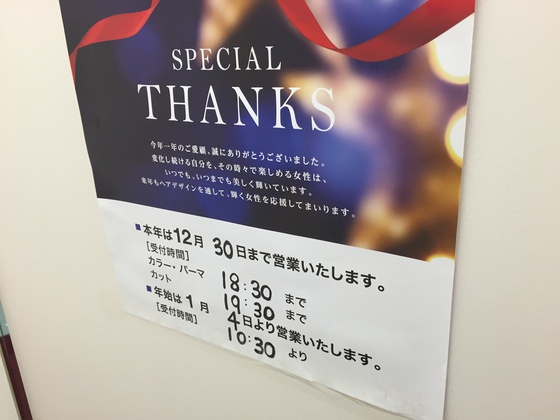 SPECIAL
THANKS
今年一年のご愛顧、誠にありがとうございました。
変化し続ける自分を、その時々で楽しめる女性は、
いつでも、いつまでも美しく輝いています。
来年もヘアデザインを通して、輝く女性を応援してまいります。
■本年は12月 30日まで営業いたします。
[受付時間]
カラー・パーマ 18:30 まで
カット 19:30 まで
■年始は1月 4日より営業いたします。
[受付時間] 10:30 より